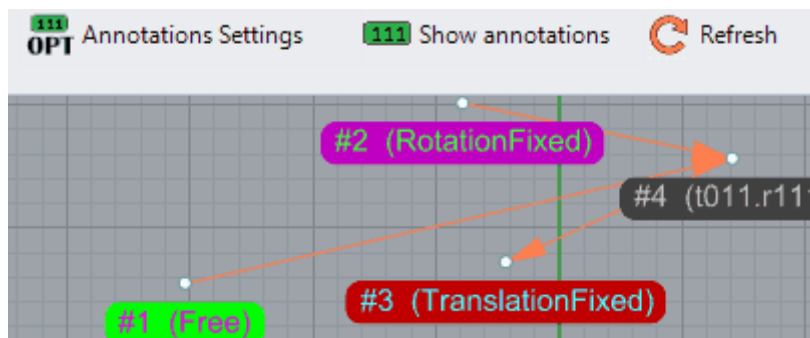 111
OPT Annotations Settings 111 Show annotations Refresh
#2 (RotationFixed)
#4 (t011.r11
#3 (TranslationFixed)
#1 (Free)